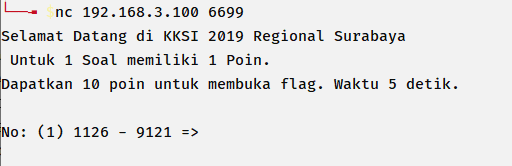 $nc 192.168.3.100 6699
Selamat Datang di KKSI 2019 Regional Surabaya
Untuk 1 Soal memiliki 1 Poin.
Dapatkan 10 poin untuk membuka flag. Waktu 5 detik.
No: (1) 1126 - 9121 =>